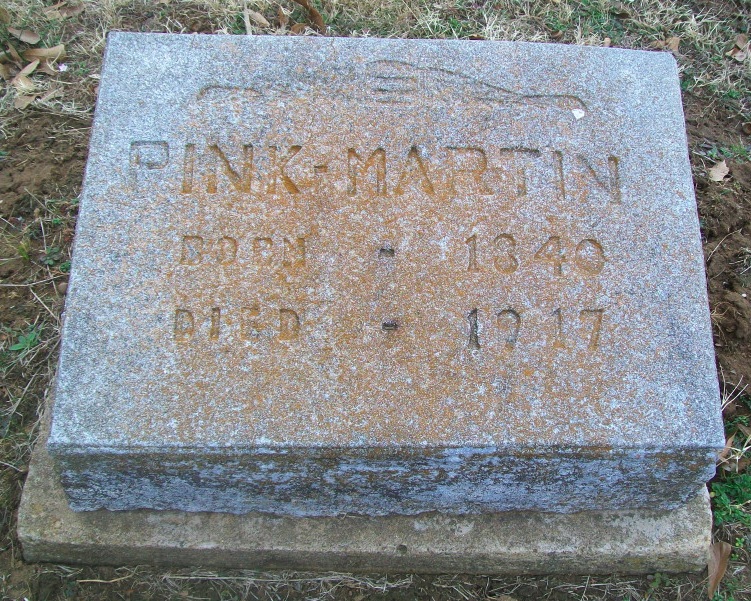 PINK-MARTIN
BORN - 1840
DIED - 1917